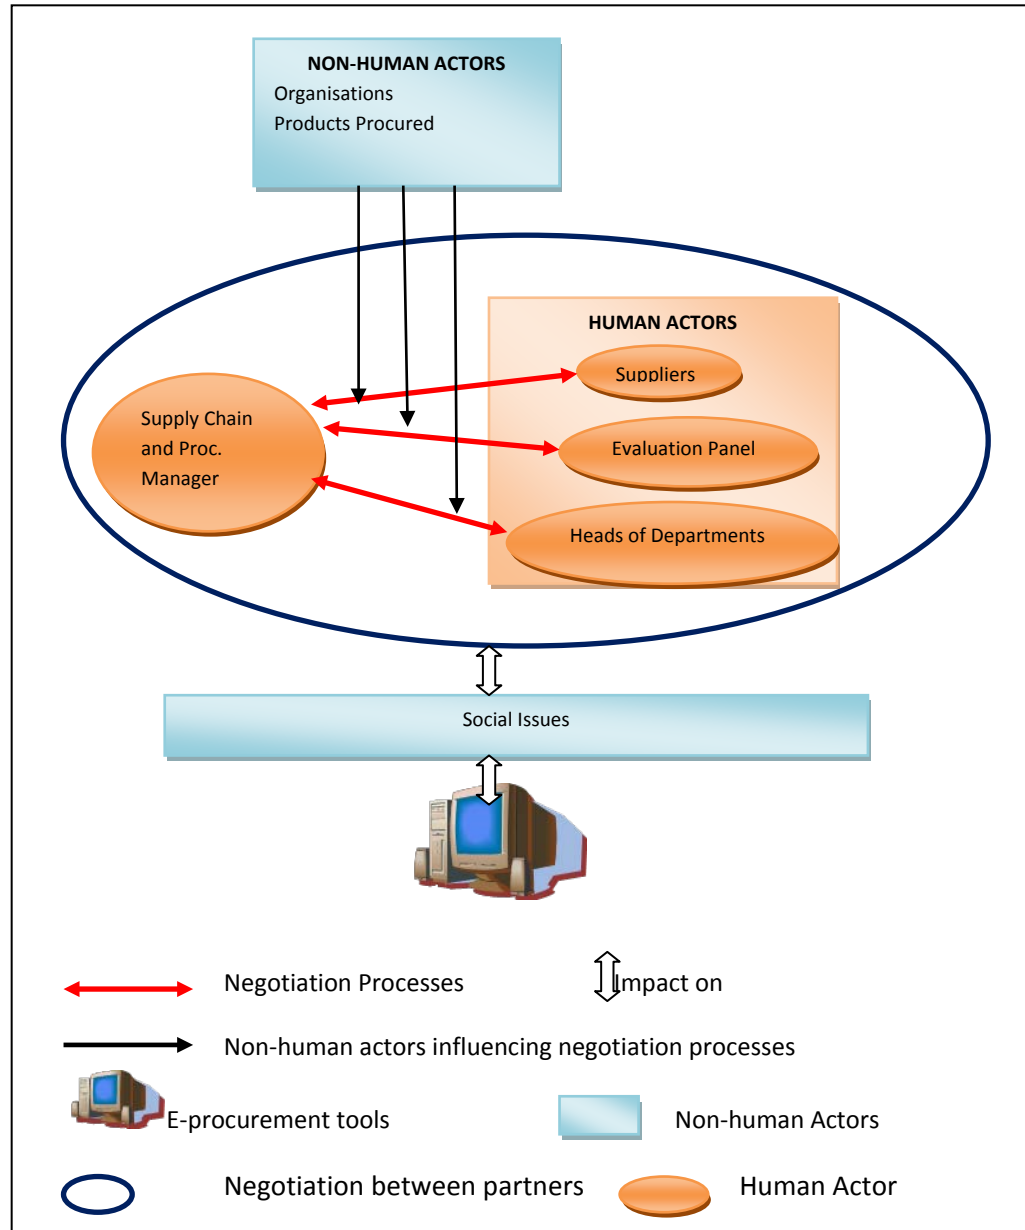 NON-HUMAN ACTORS
Organisations
Products Procured
HUMAN ACTORS
Suppliers
Supply Chain
and Proc.
Manager
Evaluation Panel
Heads of Departments
Social Issues
Negotiation Processes
Impact on
Non-human actors influencing negotiation processes
E-procurement tools
Non-human Actors
Negotiation between partners
Human Actor